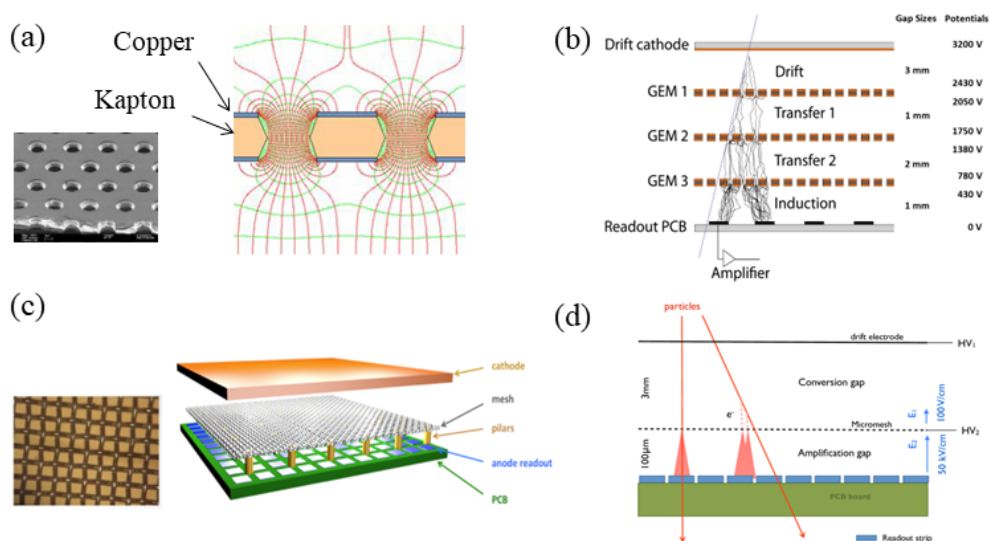 (a)
Copper
Kapton
(b)
Gap Sizes Potentials
Drift cathode 3200 V
Drift 3 mm
2430 V
GEM 1
2050 V
Transfer 1 1 mm
1750 V
GEM 2
1380 V
Transfer 2 2 mm
780 V
GEM 3
430 V
Induction 1 mm
Readout PCB 0 V
Amplifier
(c)
cathode
mesh
pillars
anode readout
PCB
(d)
particles
drift electrode HV1
3mm
Conversion gap
e-
E1 100 V/cm
Micromesh HV2
100µm
Amplification gap
E2 50 kV/cm
PCB board
Readout strip